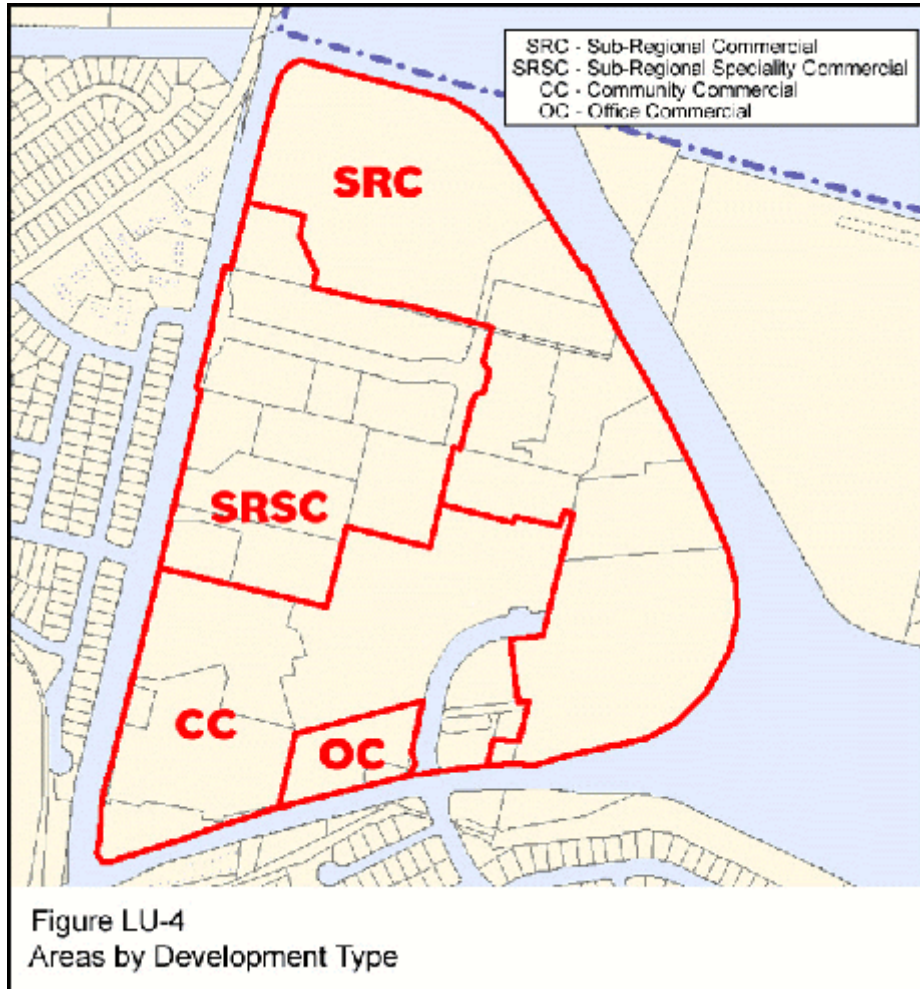 SRC - Sub-Regional Commercial
SRSC - Sub-Regional Speciality Commercial
CC - Community Commercial
OC - Office Commercial
SRC
SRSC
CC
OC
Figure LU-4
Areas by Development Type